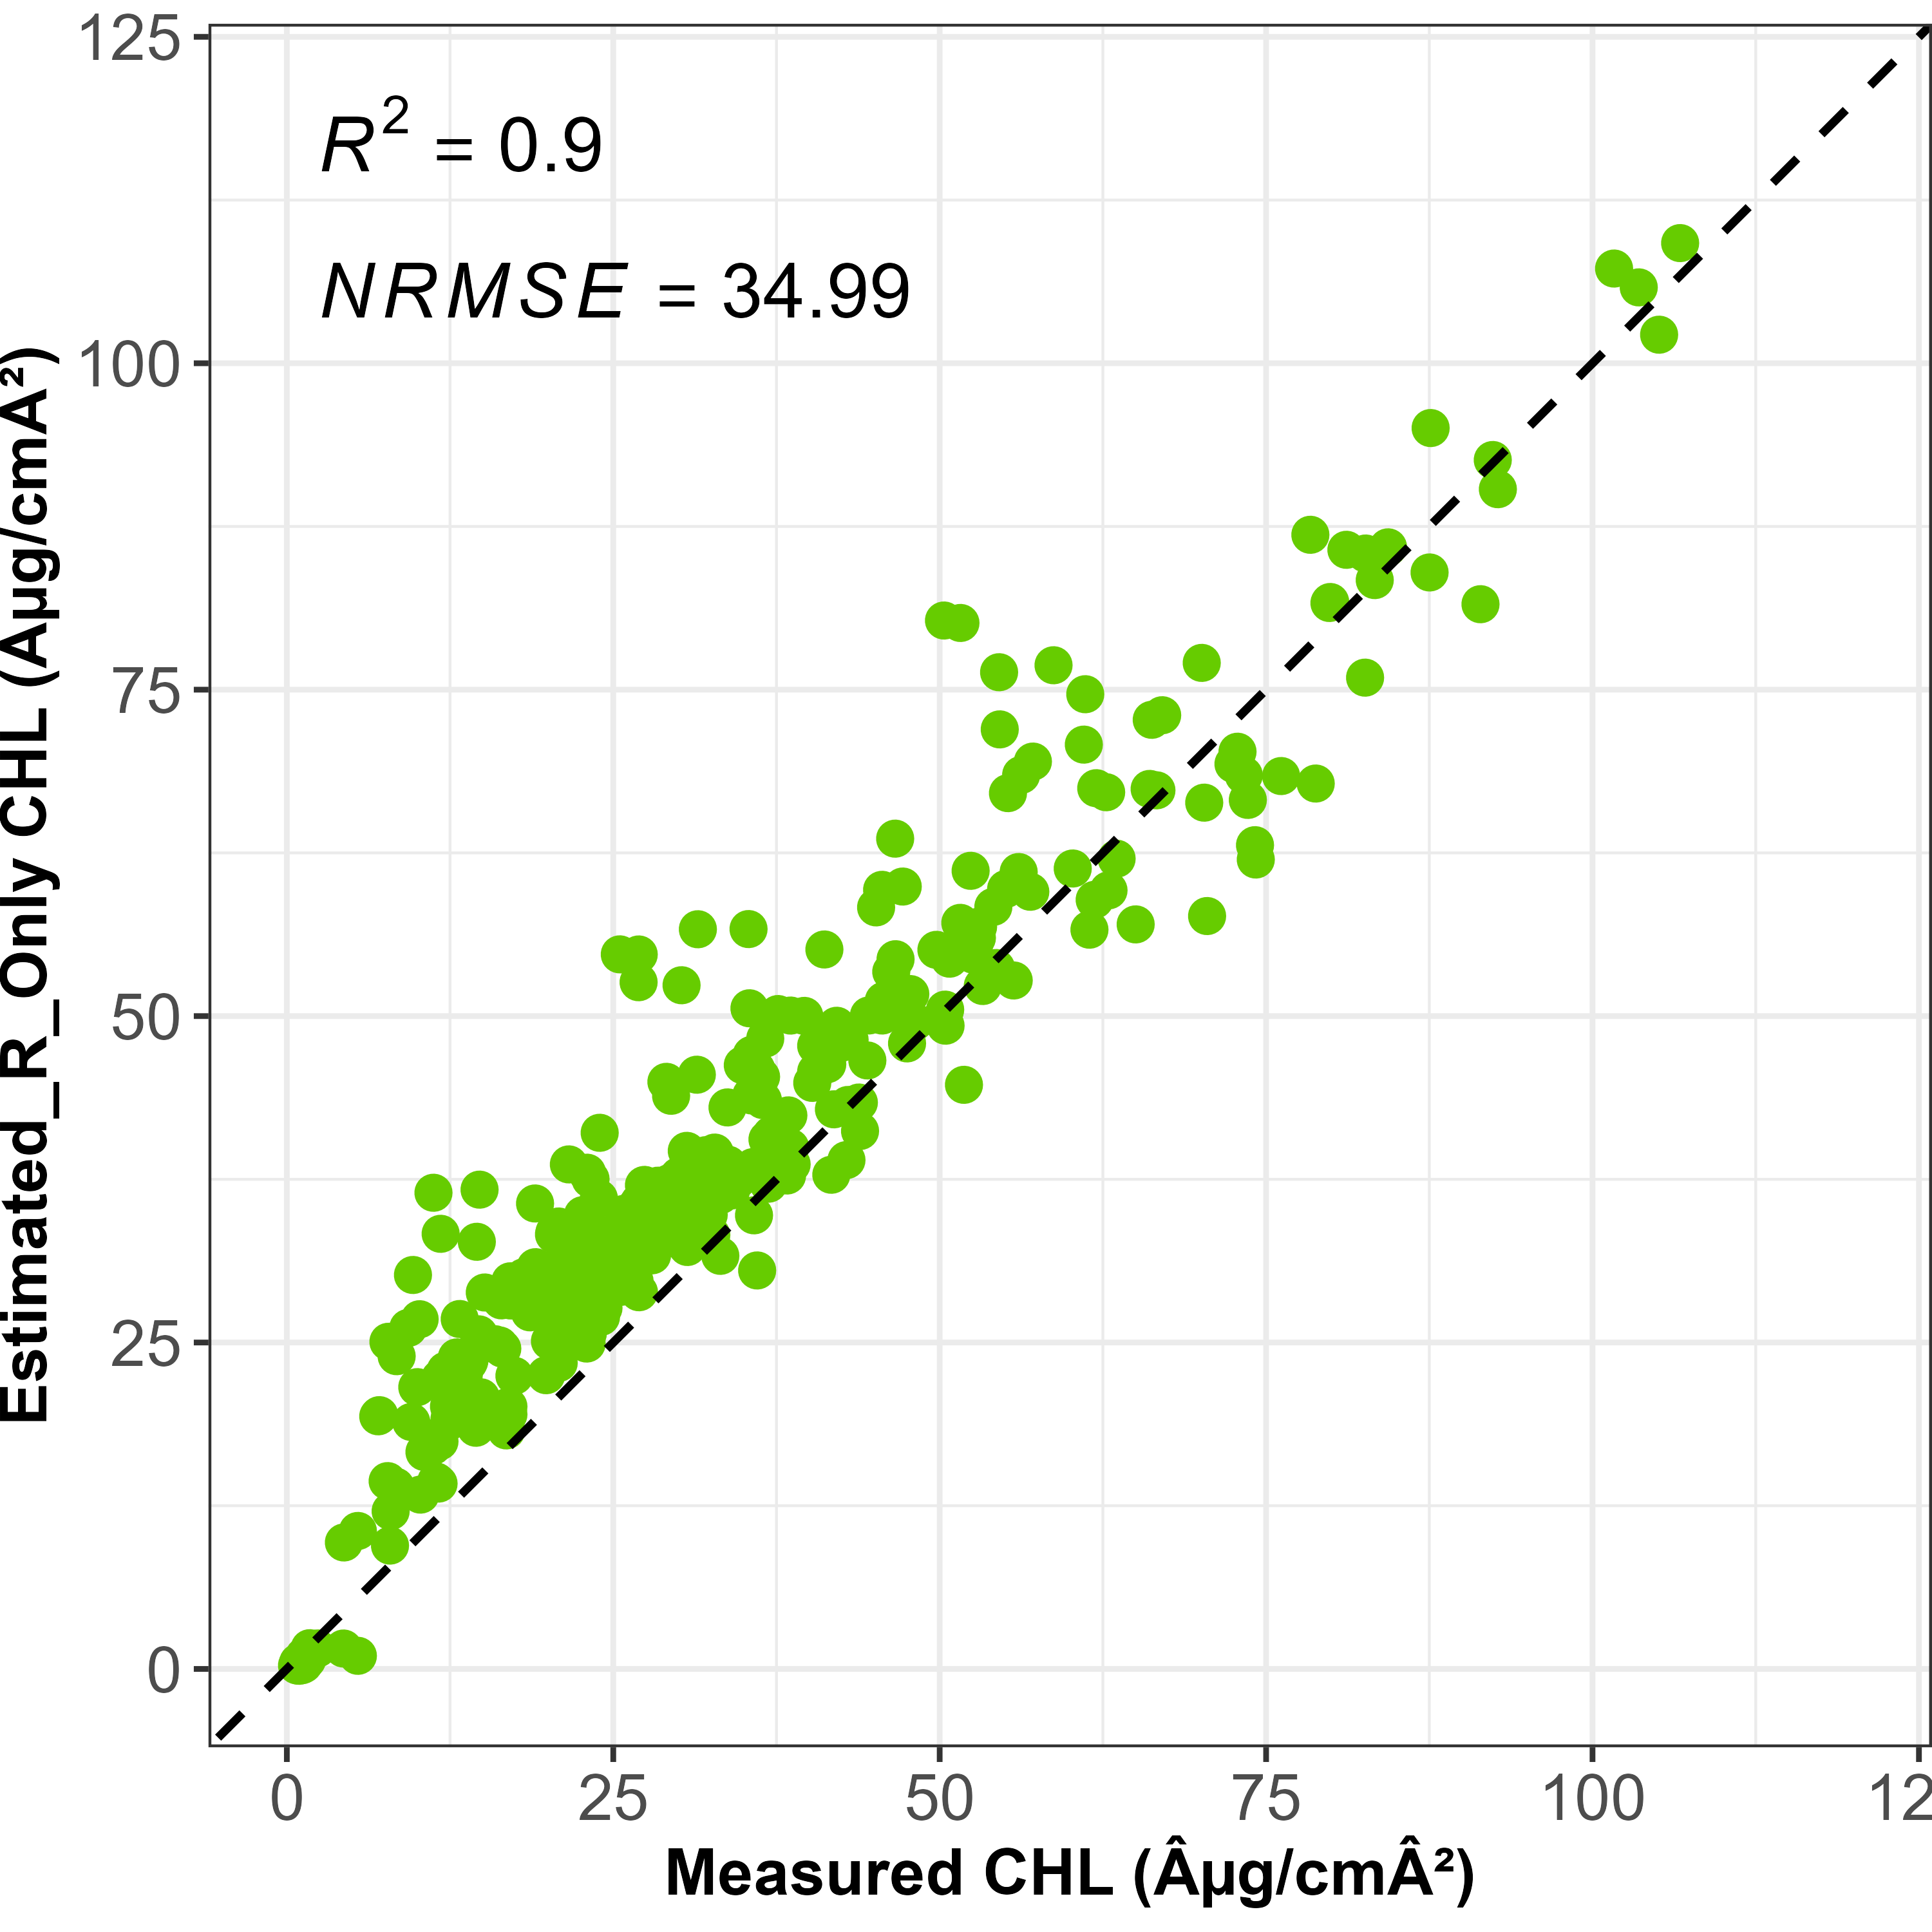 125
R² = 0.9
NRMSE = 34.99
100
75
50
25
0
Estimated_R_Only CHL (Âµg/cmÂ²)
0 25 50 75 100 12
Measured CHL (Âµg/cmÂ²)